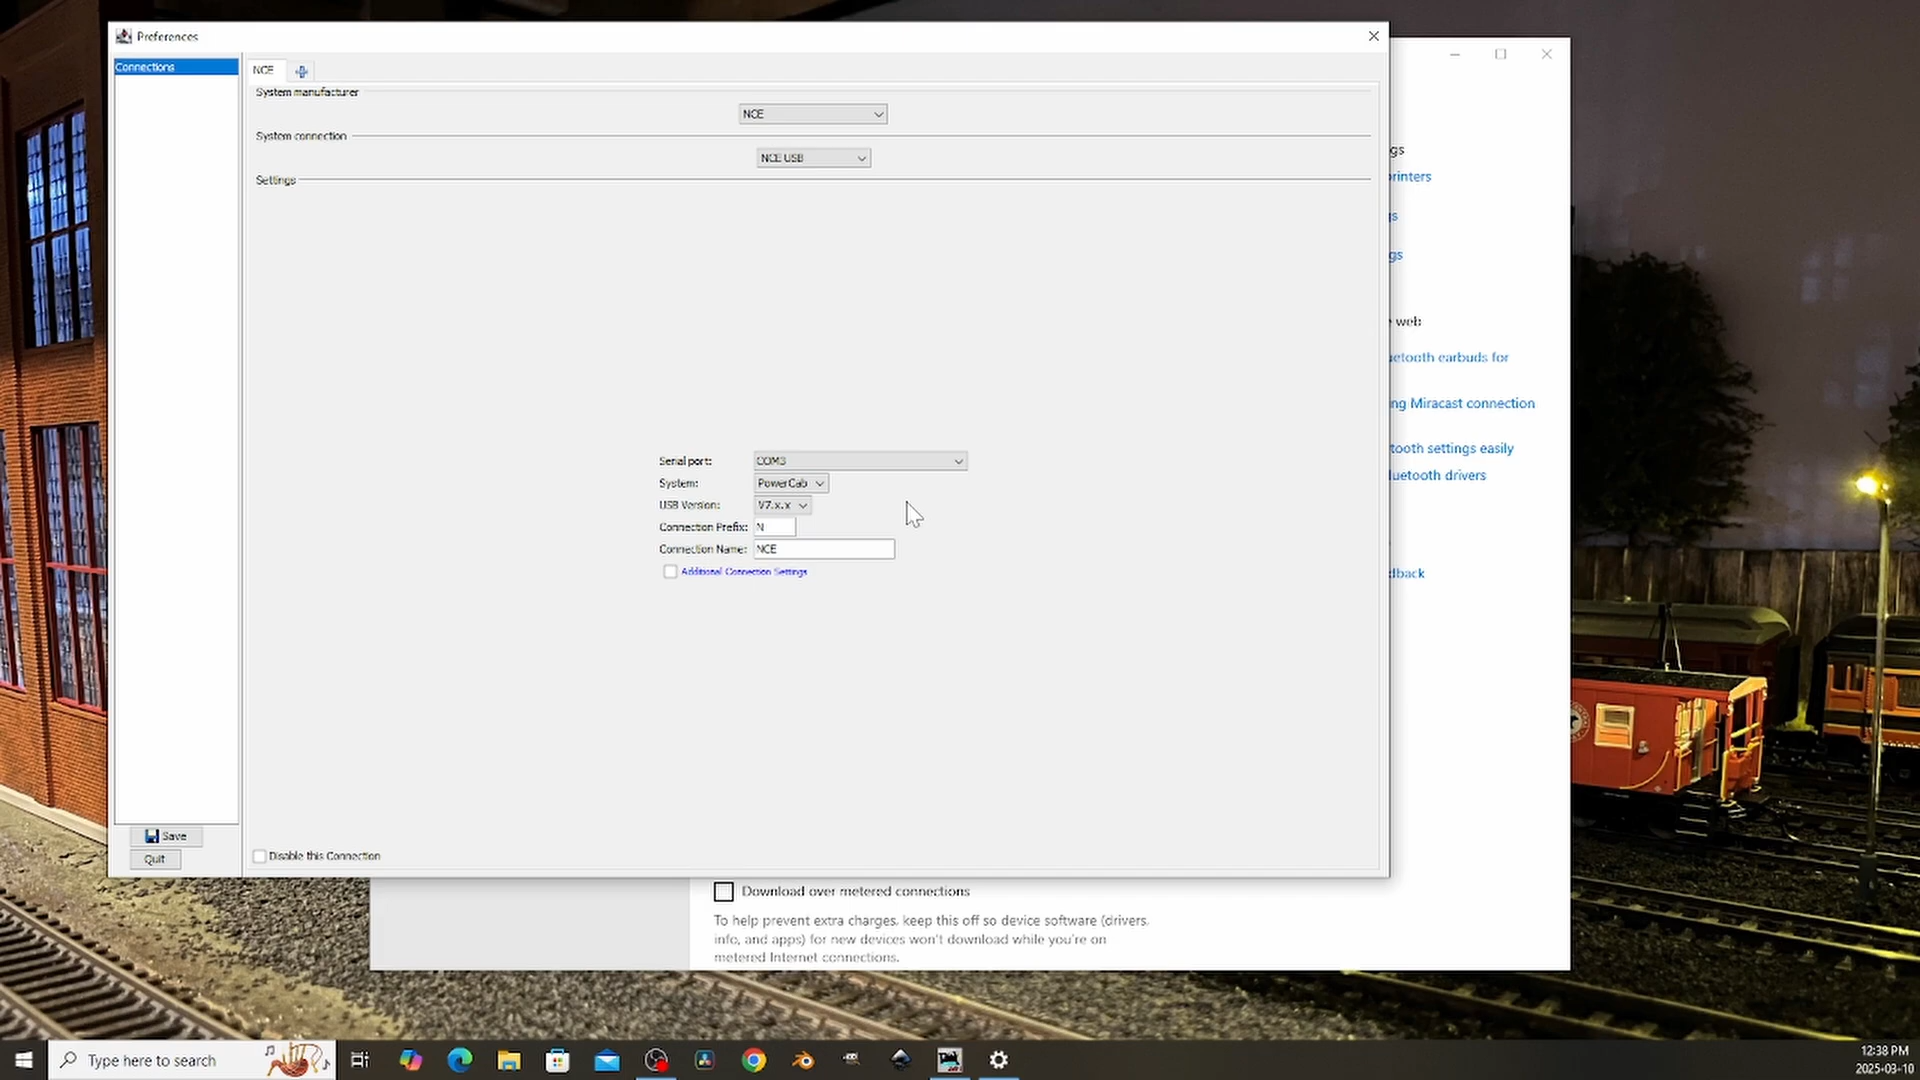 Preferences
Connections
NCE
System manufacturer
NCE
System connection
NCE USB
Settings
Serial port: COM3
System: PowerCab
USB Version: V7.x.x
Connection Prefix: N
Connection Name: NCE
Additional Connection Settings
Save
Quit
Disable this Connection
gs
printers
gs
gs
web
uetooth earbuds for
ng Miracast connection
tooth settings easily
luetooth drivers
dback
Download over metered connections
To help prevent extra charges, keep this off so device software (drivers,
info, and apps) for new devices won't download while you're on
metered Internet connections.
Type here to search
12:38 PM
2025-03-10